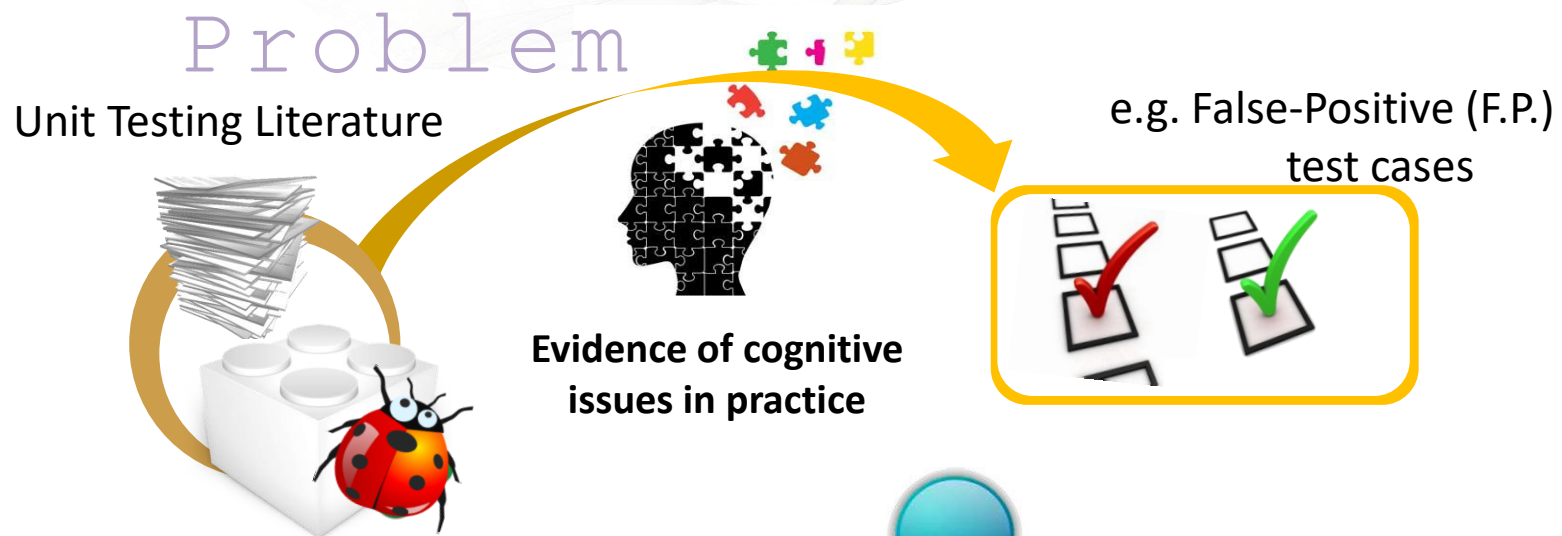 Problem
Unit Testing Literature
e.g. False-Positive (F.P.)
test cases
Evidence of cognitive
issues in practice